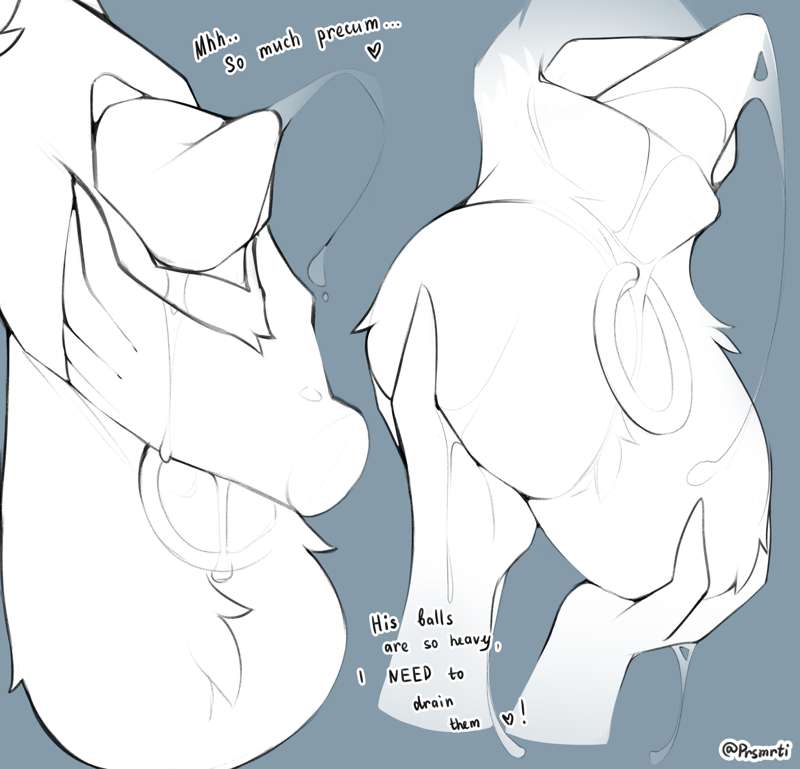 Mhh..
So much precum...
His balls
are so heavy,
I NEED to
drain
them !
@Prsmrti